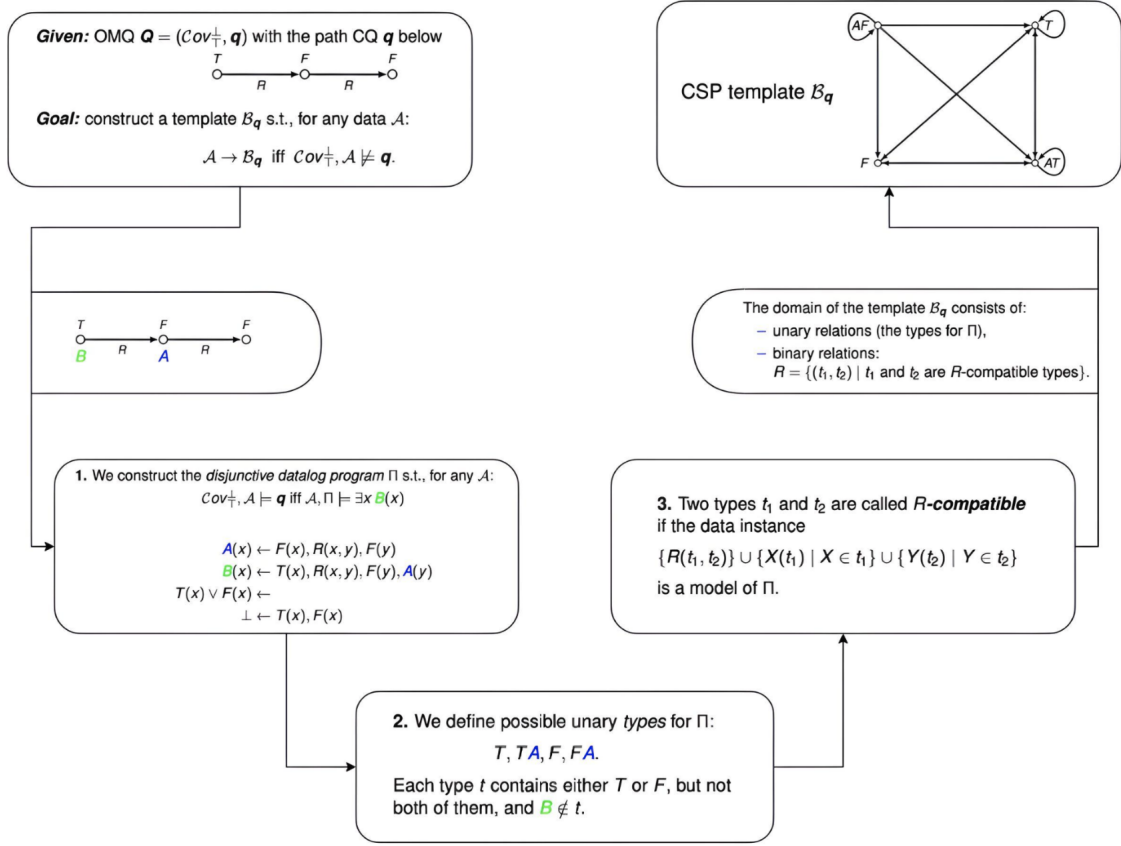 Given: OMQ Q = (Cov⊥⊤, q) with the path CQ q below
T F F
R R
Goal: construct a template B_q s.t., for any data A:
A → B_q iff Cov⊥⊤, A ⊭ q.
T F F
R R
B A
1. We construct the disjunctive datalog program Π s.t., for any A:
Cov⊥⊤, A ⊨ q iff A, Π ⊨ ∃x B(x)
A(x) ← F(x), R(x, y), F(y)
B(x) ← T(x), R(x, y), F(y), A(y)
T(x) ∨ F(x) ←
⊥ ← T(x), F(x)
2. We define possible unary types for Π:
T, TA, F, FA.
Each type t contains either T or F, but not
both of them, and B ∉ t.
3. Two types t₁ and t₂ are called R-compatible
if the data instance
{R(t₁, t₂)} ∪ {X(t₁) | X ∈ t₁} ∪ {Y(t₂) | Y ∈ t₂}
is a model of Π.
The domain of the template B_q consists of:
– unary relations (the types for Π),
– binary relations:
R = {(t₁, t₂) | t₁ and t₂ are R-compatible types}.
CSP template B_q
AF T
F AT